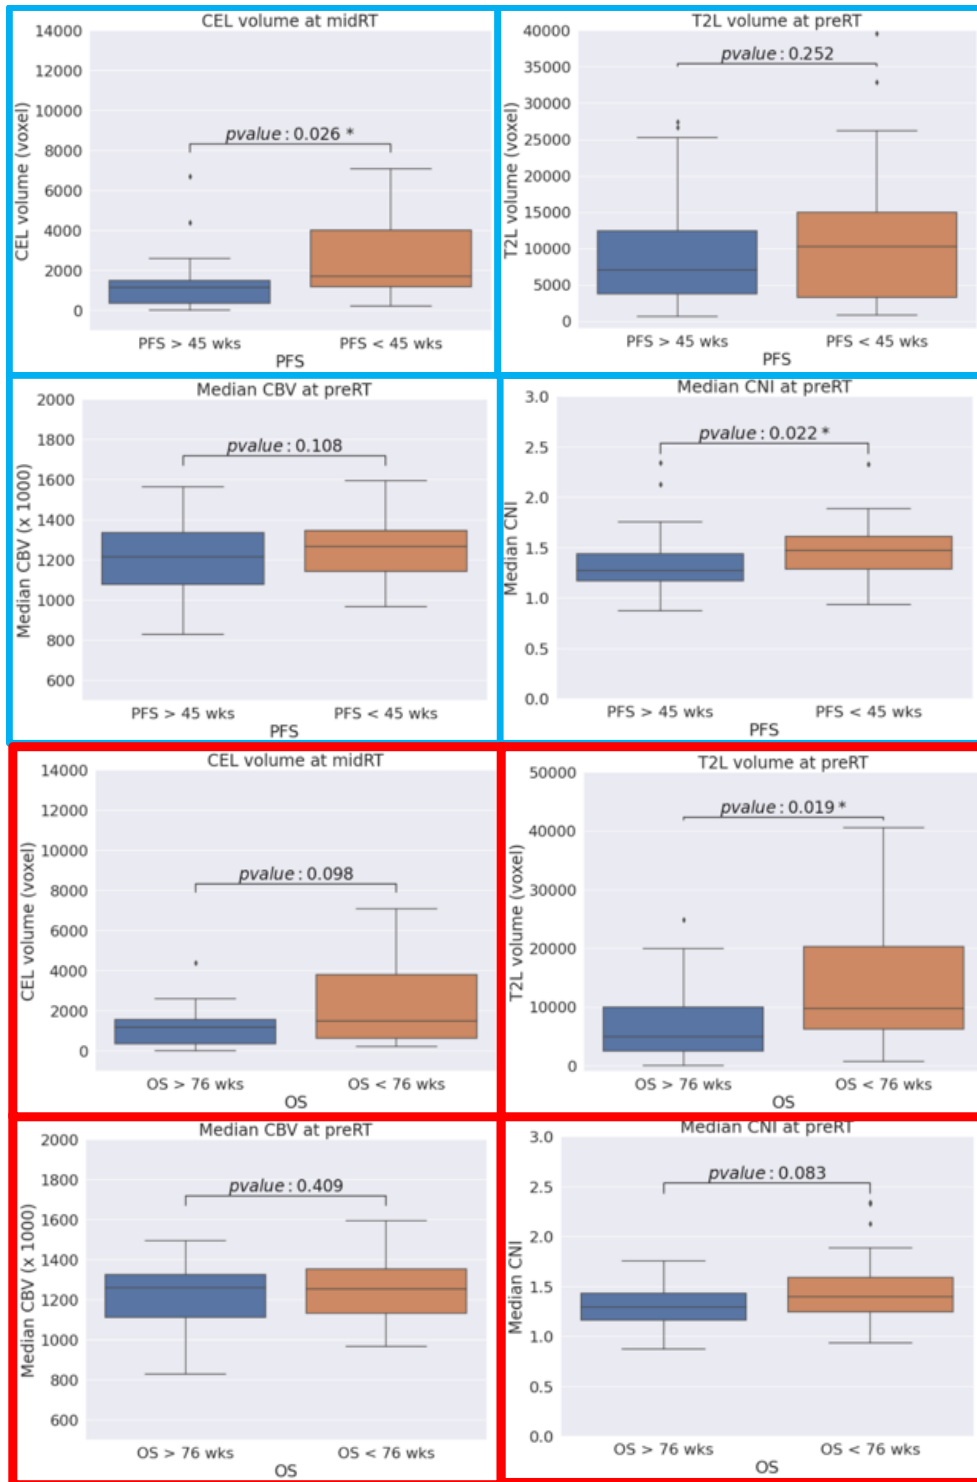 CEL volume at midRT
14000
12000
10000
8000
6000
4000
2000
0
CEL volume (voxel)
pvalue: 0.026 *
PFS > 45 wks PFS < 45 wks
PFS
T2L volume at preRT
40000
35000
30000
25000
20000
15000
10000
5000
0
T2L volume (voxel)
pvalue: 0.252
PFS > 45 wks PFS < 45 wks
PFS
Median CBV at preRT
2000
1800
1600
1400
1200
1000
800
600
Median CBV (x 1000)
pvalue: 0.108
PFS > 45 wks PFS < 45 wks
PFS
Median CNI at preRT
3.0
2.5
2.0
1.5
1.0
0.5
0.0
Median CNI
pvalue: 0.022 *
PFS > 45 wks PFS < 45 wks
PFS
CEL volume at midRT
14000
12000
10000
8000
6000
4000
2000
0
CEL volume (voxel)
pvalue: 0.098
OS > 76 wks OS < 76 wks
OS
T2L volume at preRT
50000
40000
30000
20000
10000
0
T2L volume (voxel)
pvalue: 0.019 *
OS > 76 wks OS < 76 wks
OS
Median CBV at preRT
2000
1800
1600
1400
1200
1000
800
600
Median CBV (x 1000)
pvalue: 0.409
OS > 76 wks OS < 76 wks
OS
Median CNI at preRT
3.0
2.5
2.0
1.5
1.0
0.5
0.0
Median CNI
pvalue: 0.083
OS > 76 wks OS < 76 wks
OS